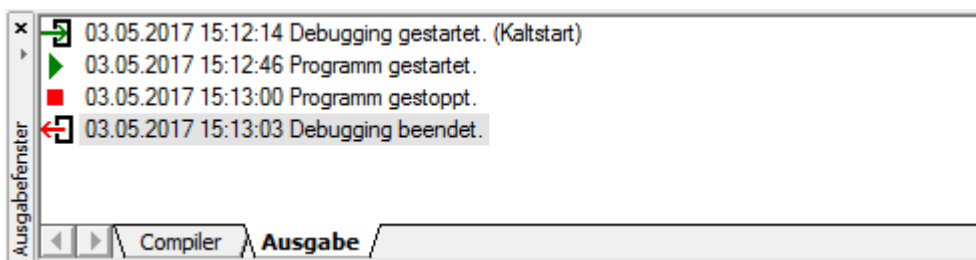 03.05.2017 15:12:14 Debugging gestartet. (Kaltstart)
03.05.2017 15:12:46 Programm gestartet.
03.05.2017 15:13:00 Programm gestoppt.
03.05.2017 15:13:03 Debugging beendet.
Ausgabefenster
Compiler Ausgabe